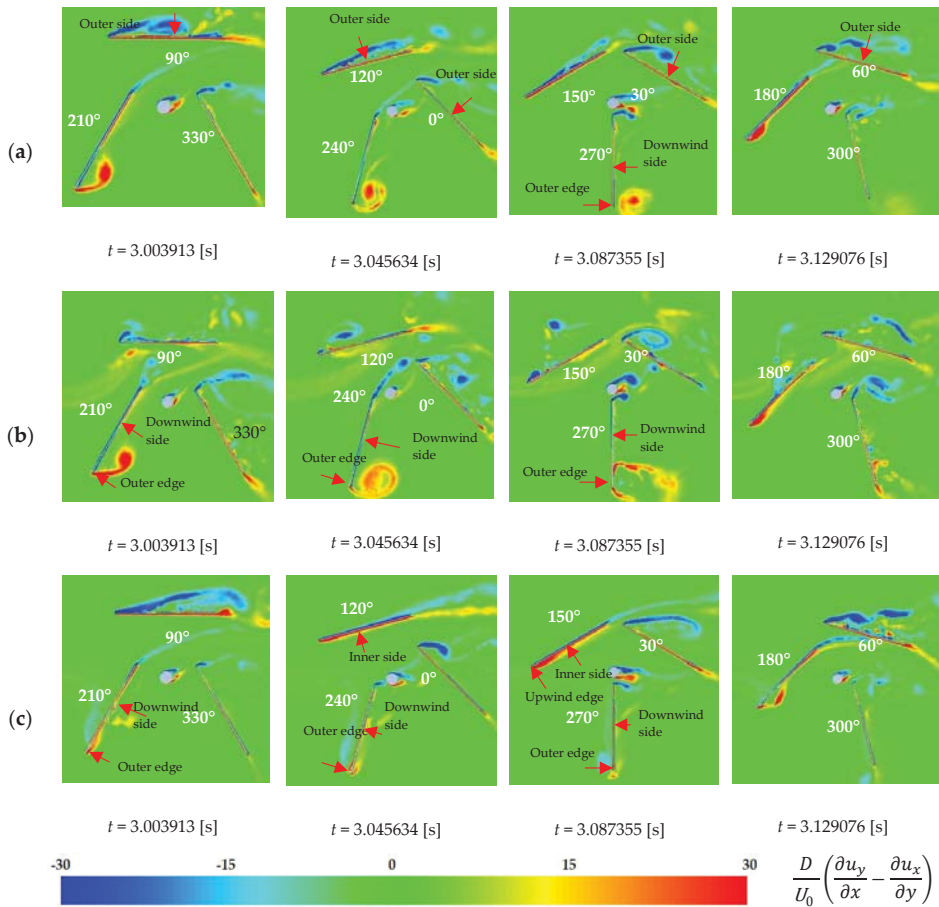 Outer side
90°
210°
330°
Outer side
120°
0°
240°
Outer side
150°
30°
270°
Downwind
side
Outer edge
Outer side
60°
180°
300°
(a)
t = 3.003913 [s]
t = 3.045634 [s]
t = 3.087355 [s]
t = 3.129076 [s]
90°
210°
Downwind
side
330°
Outer edge
120°
240°
0°
Downwind
side
Outer edge
30°
150°
270°
Downwind
side
Outer edge
60°
180°
300°
(b)
t = 3.003913 [s]
t = 3.045634 [s]
t = 3.087355 [s]
t = 3.129076 [s]
90°
210°
Downwind
side
330°
Outer edge
120°
Inner side
0°
240°
Outer edge
Downwind
side
150°
30°
Inner side
Upwind edge
270°
Downwind
side
Outer edge
60°
180°
300°
(c)
t = 3.003913 [s]
t = 3.045634 [s]
t = 3.087355 [s]
t = 3.129076 [s]
-30 -15 0 15 30
D/U₀ (∂u_y/∂x − ∂u_x/∂y)